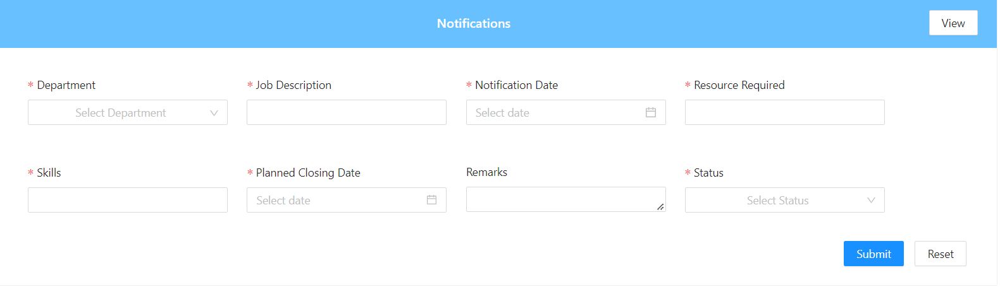 Notifications
View
* Department
* Job Description
* Notification Date
* Resource Required
Select Department
Select date
* Skills
* Planned Closing Date
Remarks
* Status
Select date
Select Status
Submit
Reset